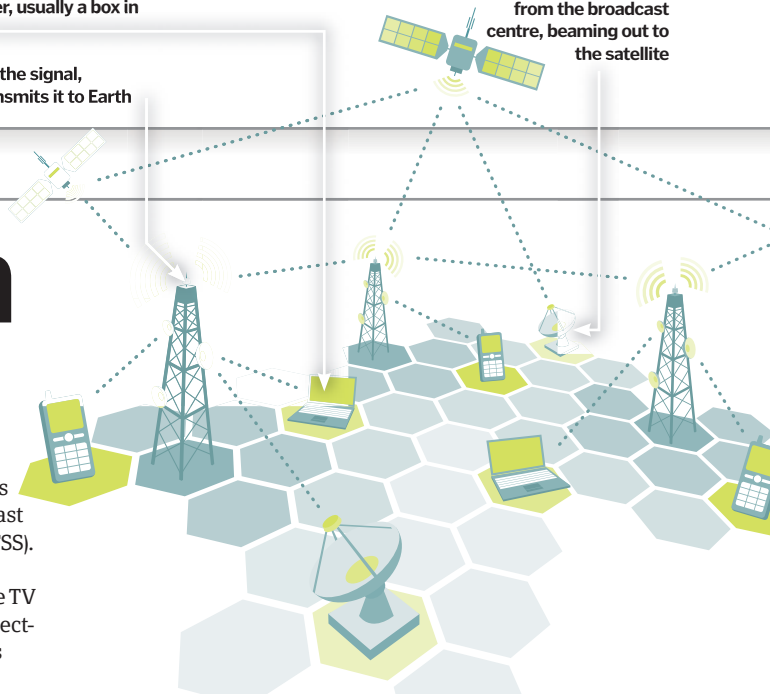 er, usually a box in
the signal,
nsmits it to Earth
from the broadcast
centre, beaming out to
the satellite
n
s
ast
SS).
e TV
ect-
s